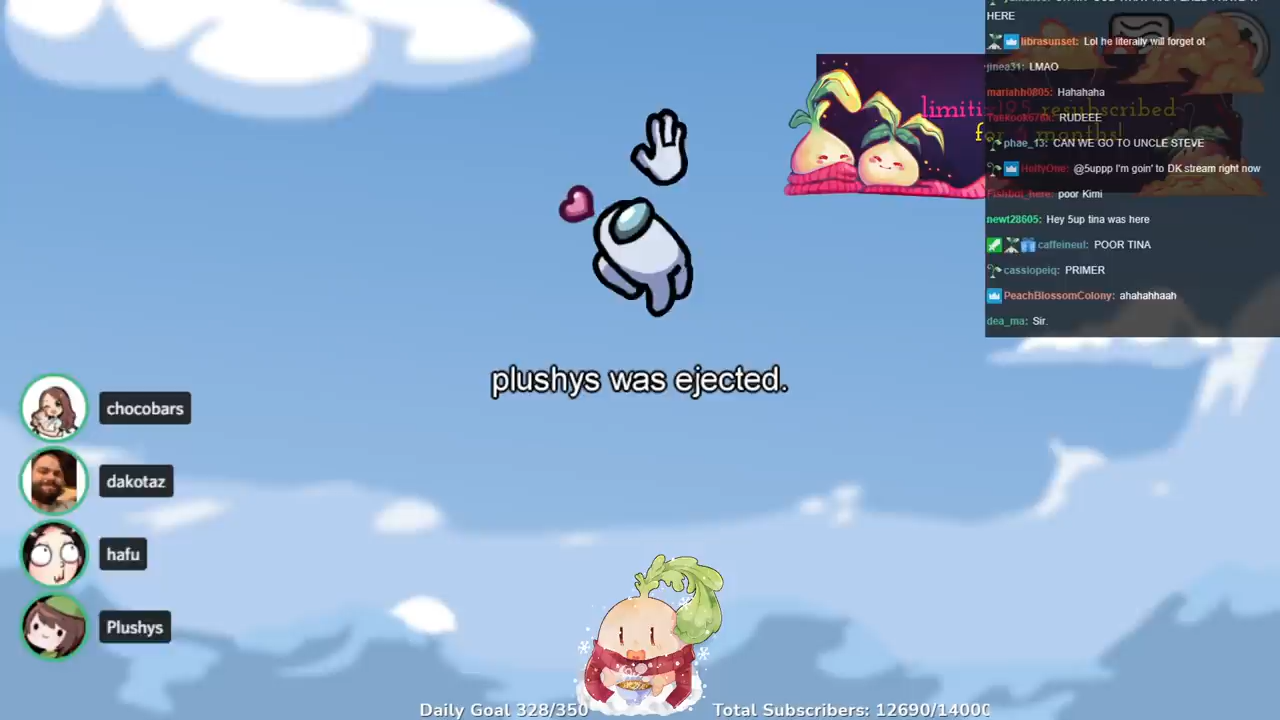 HERE
librasunset: Lol he literally will forget ot
jinea31: LMAO
mariahh0805: Hahahaha
RUDEEE
phae_13: CAN WE GO TO UNCLE STEVE
HeftyOne: @5uppp I'm goin' to DK stream right now
poor Kimi
newt28605: Hey 5up tina was here
caffeineul: POOR TINA
cassiopeiq: PRIMER
PeachBlossomColony: ahahahhaah
dea_ma: Sir.
resubscribed
months!
plushys was ejected.
chocobars
dakotaz
hafu
Plushys
Daily Goal 328/350
Total Subscribers: 12690/14000